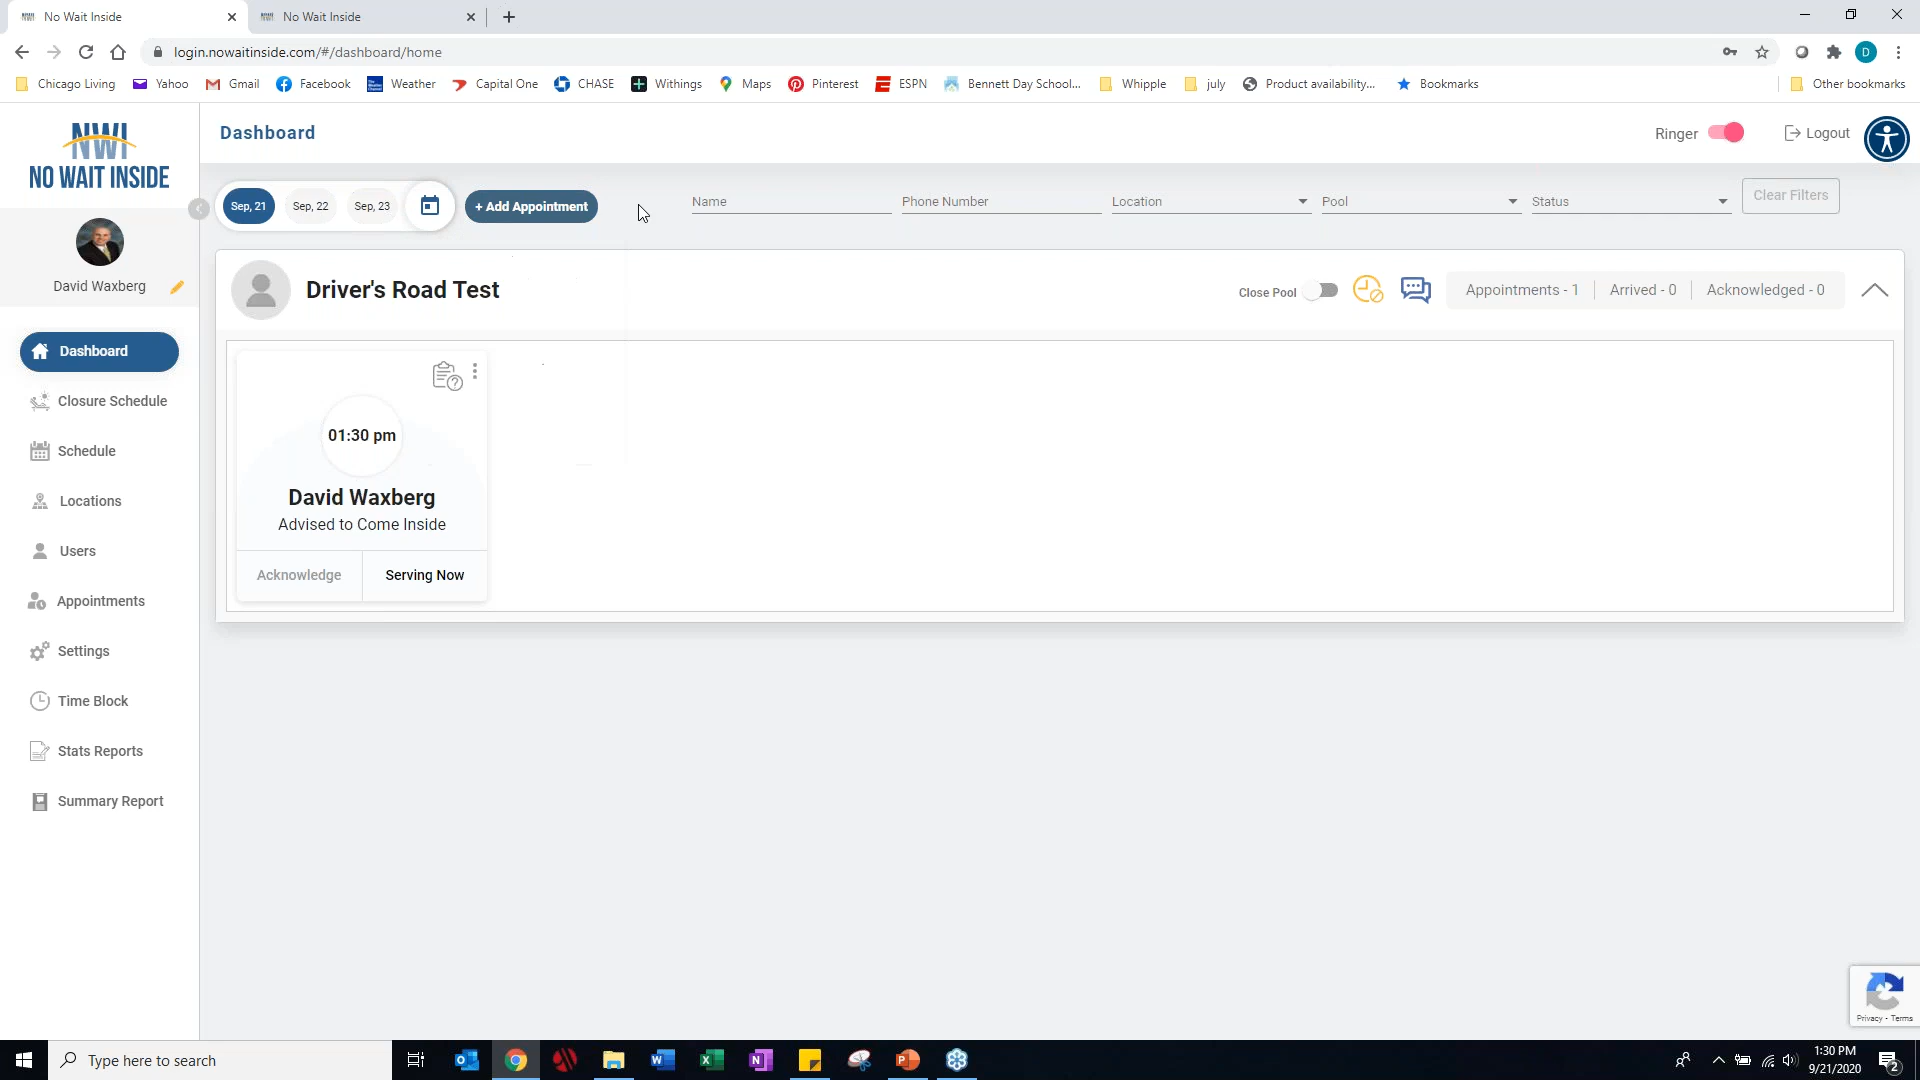 No Wait Inside
No Wait Inside
login.nowaitinside.com/#/dashboard/home
D
Chicago Living
Yahoo
Gmail
Facebook
Weather
Capital One
CHASE
Withings
Maps
Pinterest
ESPN
Bennett Day School...
Whipple
july
Product availability...
Bookmarks
Other bookmarks
NWI
NO WAIT INSIDE
Dashboard
Ringer
Logout
Sep, 21
Sep, 22
Sep, 23
+ Add Appointment
Name
Phone Number
Location
Pool
Status
Clear Filters
David Waxberg
Driver's Road Test
Close Pool
Appointments - 1
Arrived - 0
Acknowledged - 0
Dashboard
Closure Schedule
Schedule
Locations
Users
Appointments
Settings
Time Block
Stats Reports
Summary Report
01:30 pm
David Waxberg
Advised to Come Inside
Acknowledge
Serving Now
Privacy - Terms
Type here to search
1:30 PM
9/21/2020
2